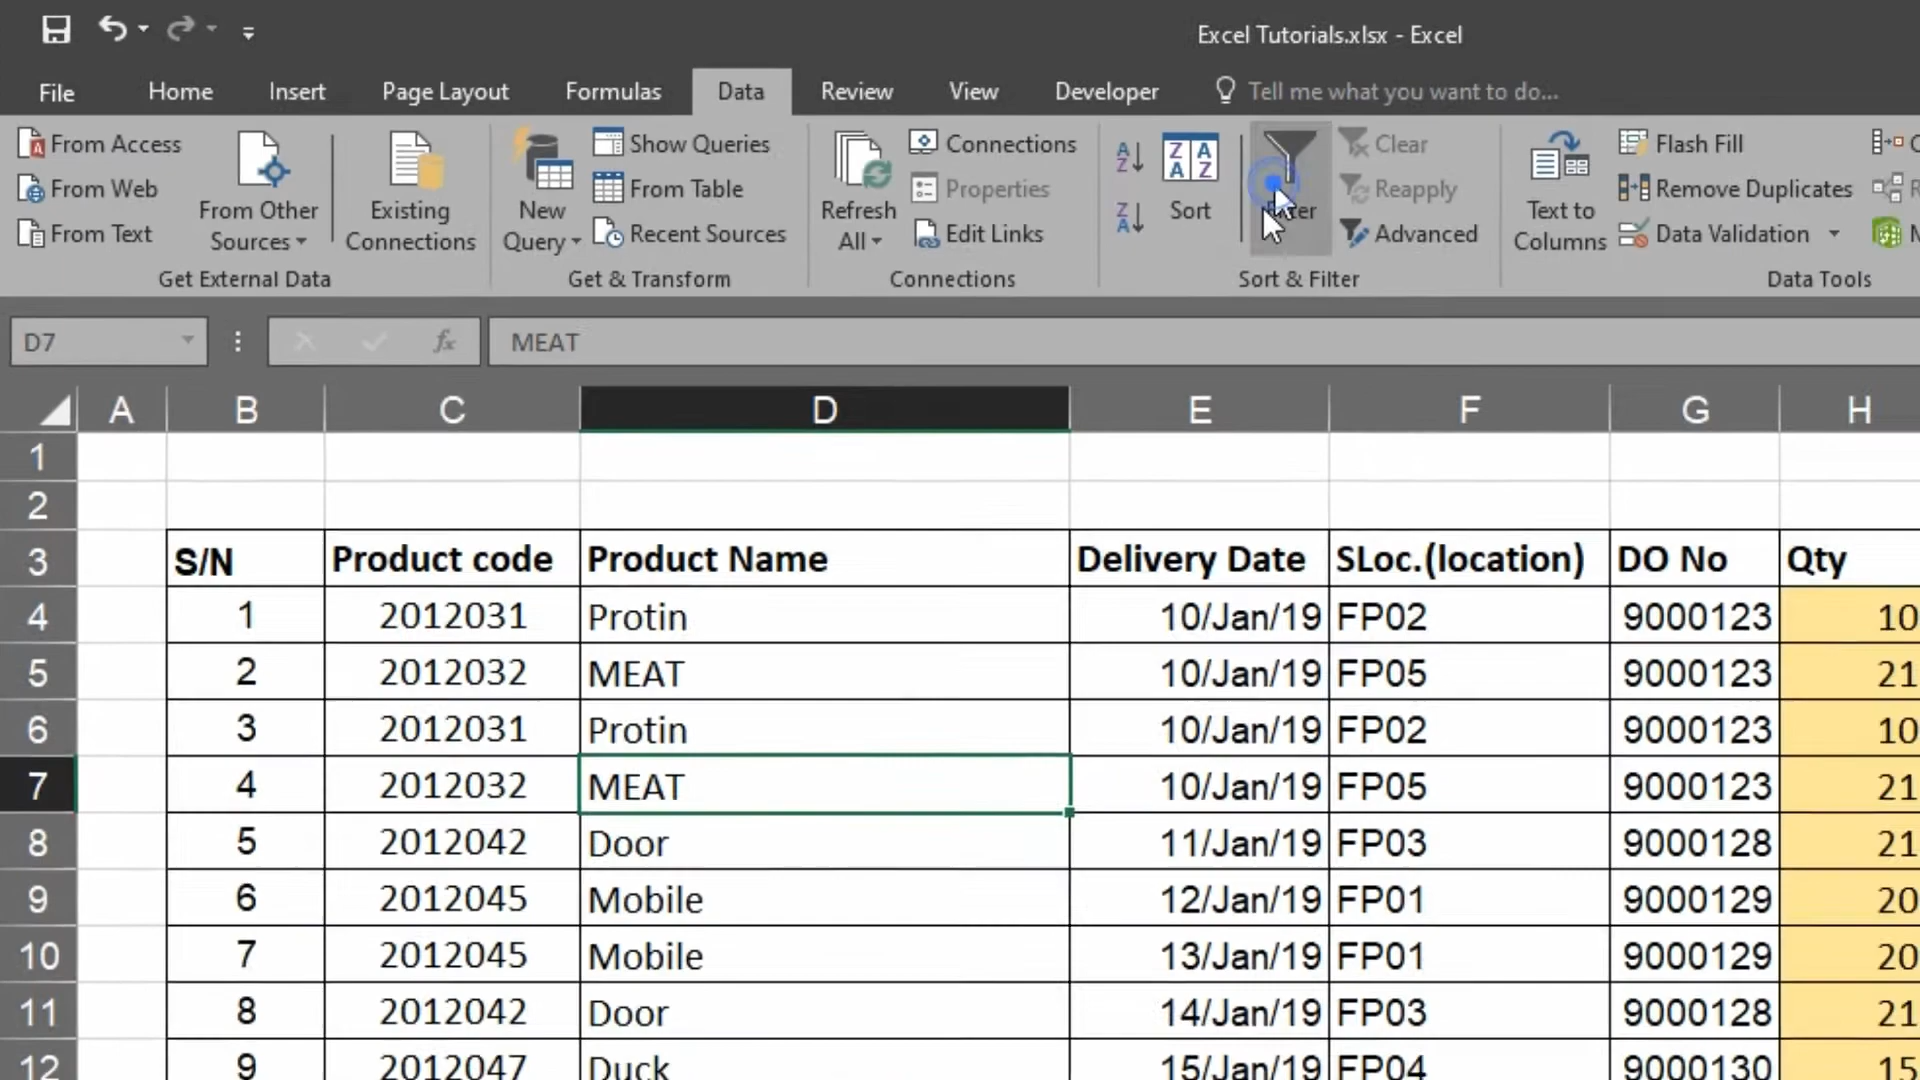 Excel Tutorials.xlsx - Excel
File Home Insert Page Layout Formulas Data Review View Developer Tell me what you want to do...
From Access
From Web
From Text
From Other Sources
Existing Connections
Get External Data
New Query
Show Queries
From Table
Recent Sources
Get & Transform
Refresh All
Connections
Properties
Edit Links
Connections
Sort
Clear
Reapply
Advanced
Sort & Filter
Text to Columns
Flash Fill
Remove Duplicates
Data Validation
Data Tools
D7 fx MEAT
A B C D E F G H
1
2
3 S/N Product code Product Name Delivery Date SLoc.(location) DO No Qty
4 1 2012031 Protin 10/Jan/19 FP02 9000123 10
5 2 2012032 MEAT 10/Jan/19 FP05 9000123 21
6 3 2012031 Protin 10/Jan/19 FP02 9000123 10
7 4 2012032 MEAT 10/Jan/19 FP05 9000123 21
8 5 2012042 Door 11/Jan/19 FP03 9000128 21
9 6 2012045 Mobile 12/Jan/19 FP01 9000129 20
10 7 2012045 Mobile 13/Jan/19 FP01 9000129 20
11 8 2012042 Door 14/Jan/19 FP03 9000128 21
12 9 2012047 Duck 15/Jan/19 FP04 9000130 15